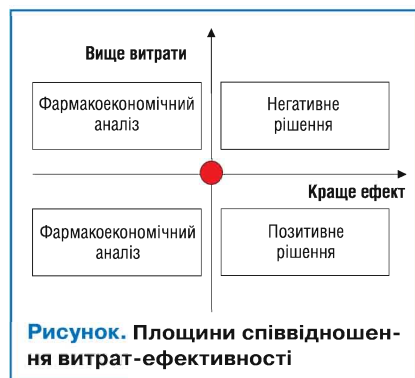 Вище витрати
Фармакоекономічний
аналіз
Негативне
рішення
Краще ефект
Фармакоекономічний
аналіз
Позитивне
рішення
Рисунок. Площини співвідношен-
ня витрат-ефективності